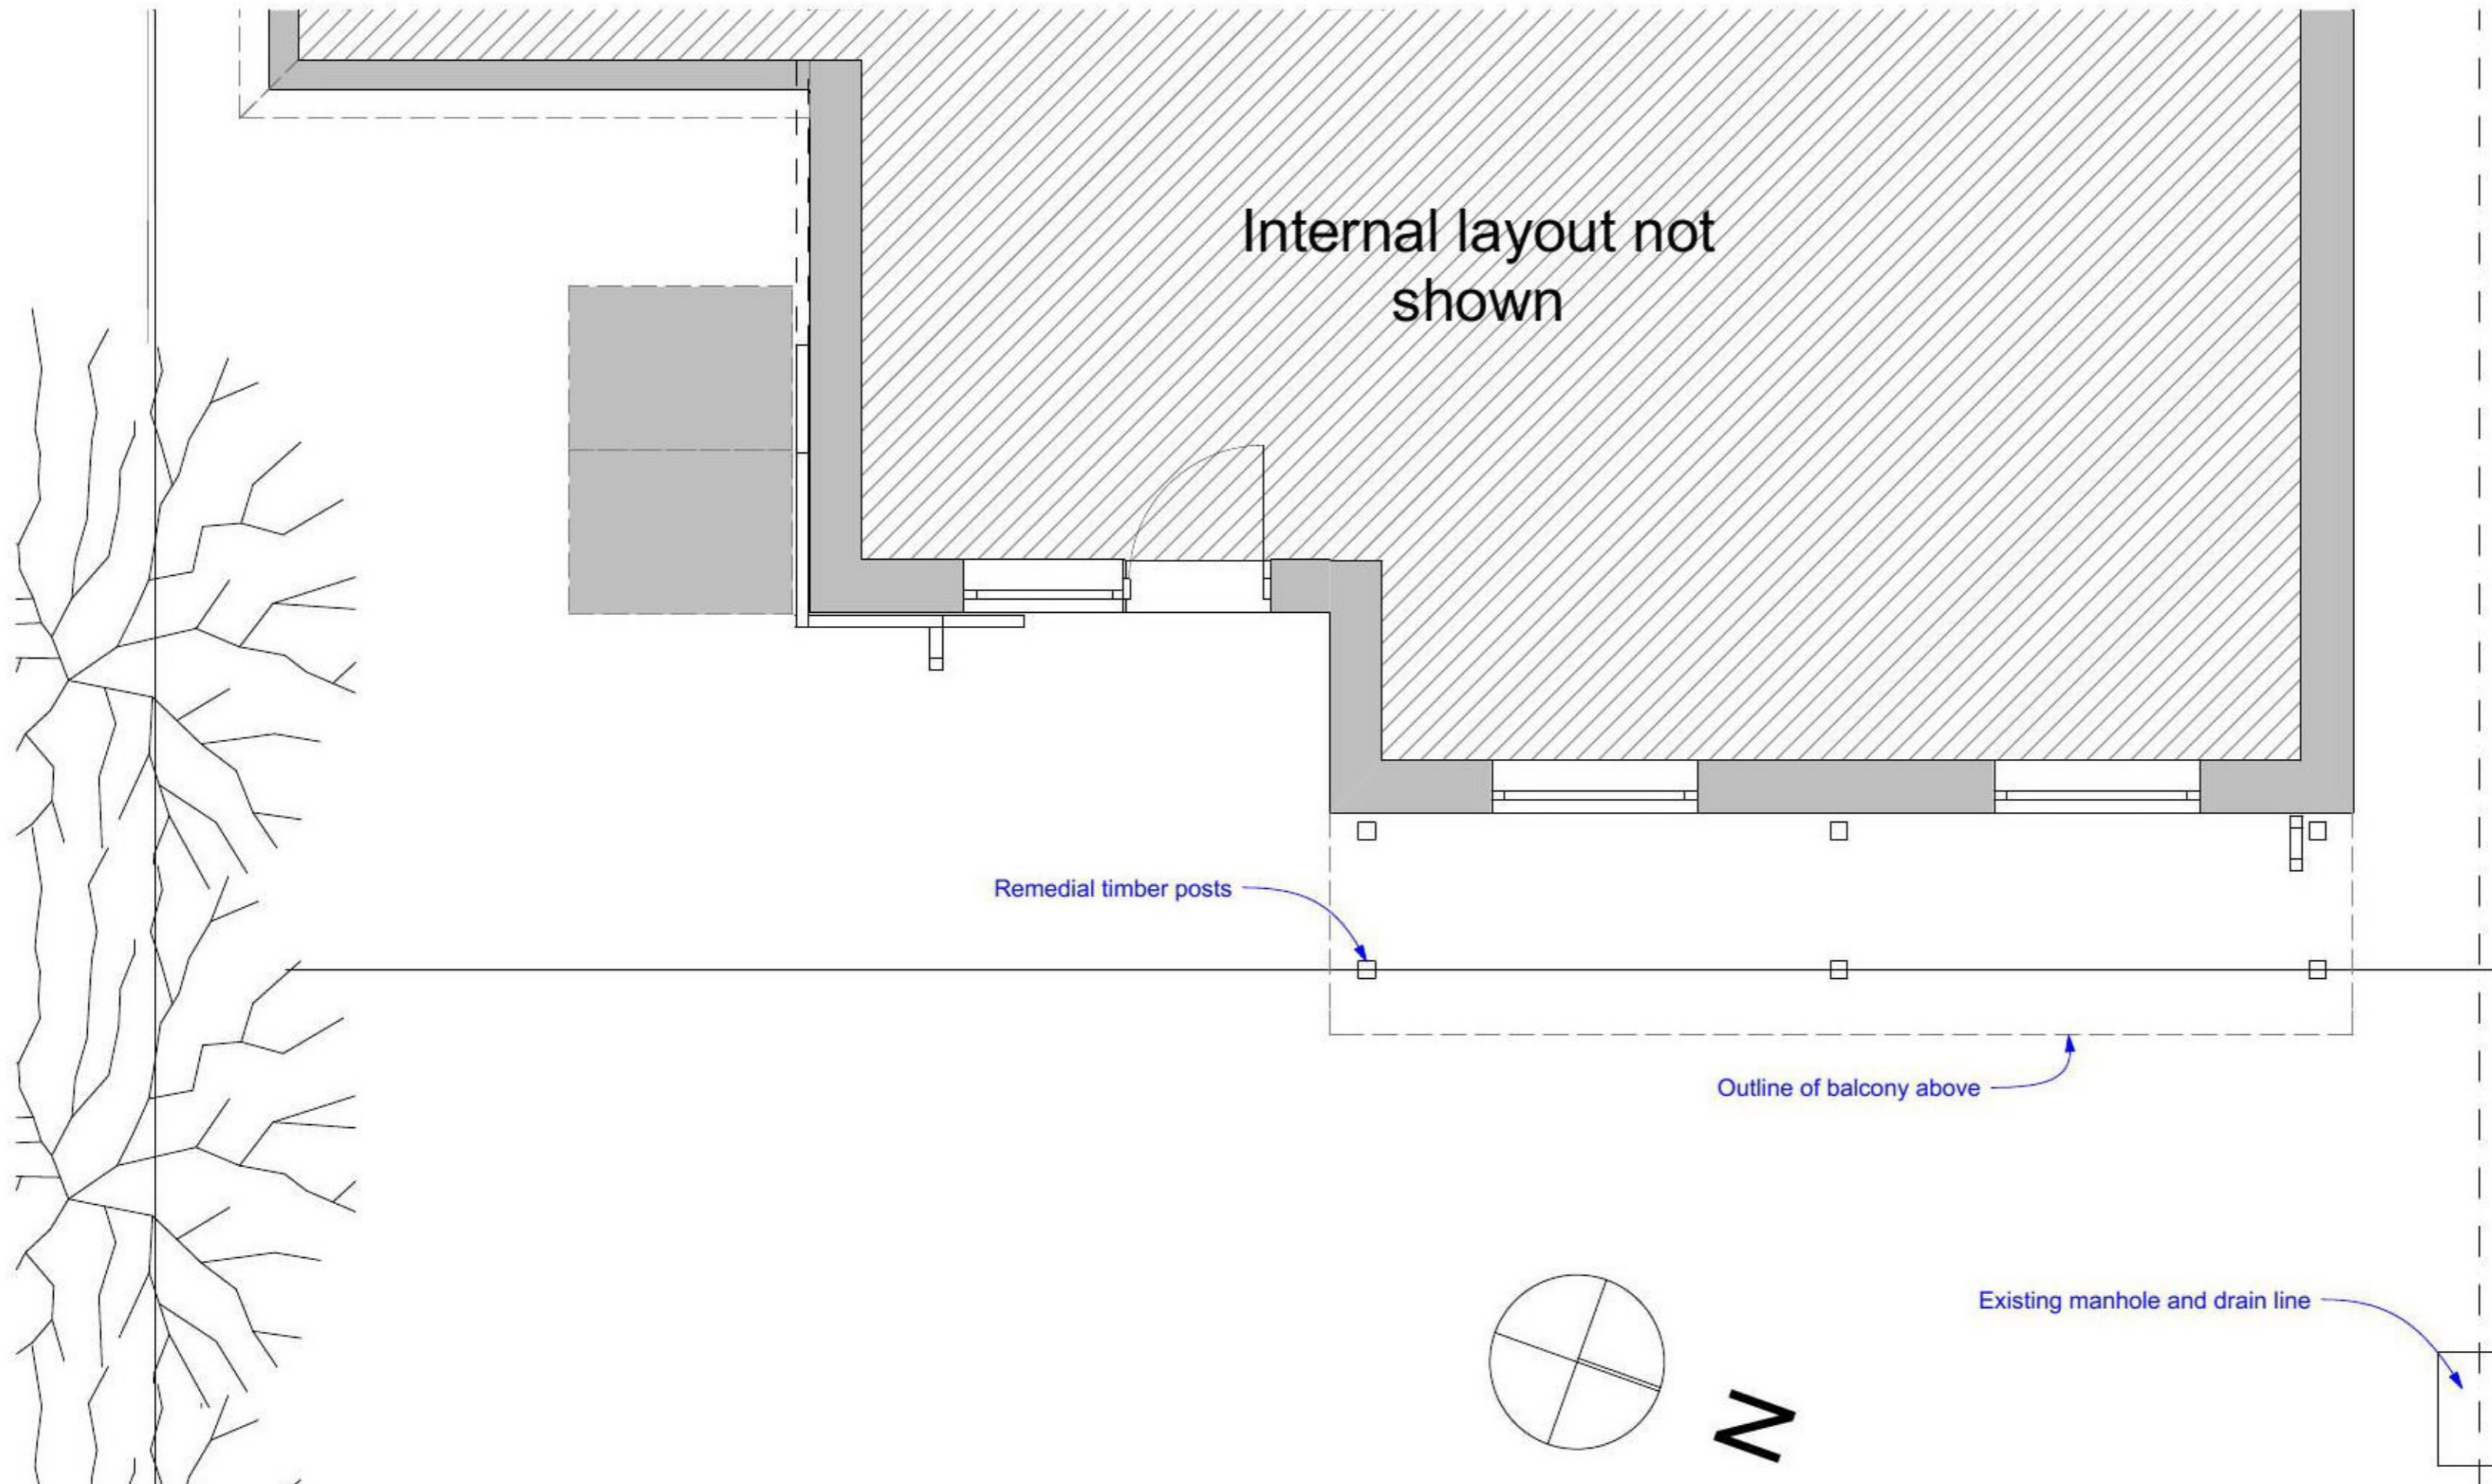 Internal layout not
shown
Remedial timber posts
Outline of balcony above
Existing manhole and drain line
N